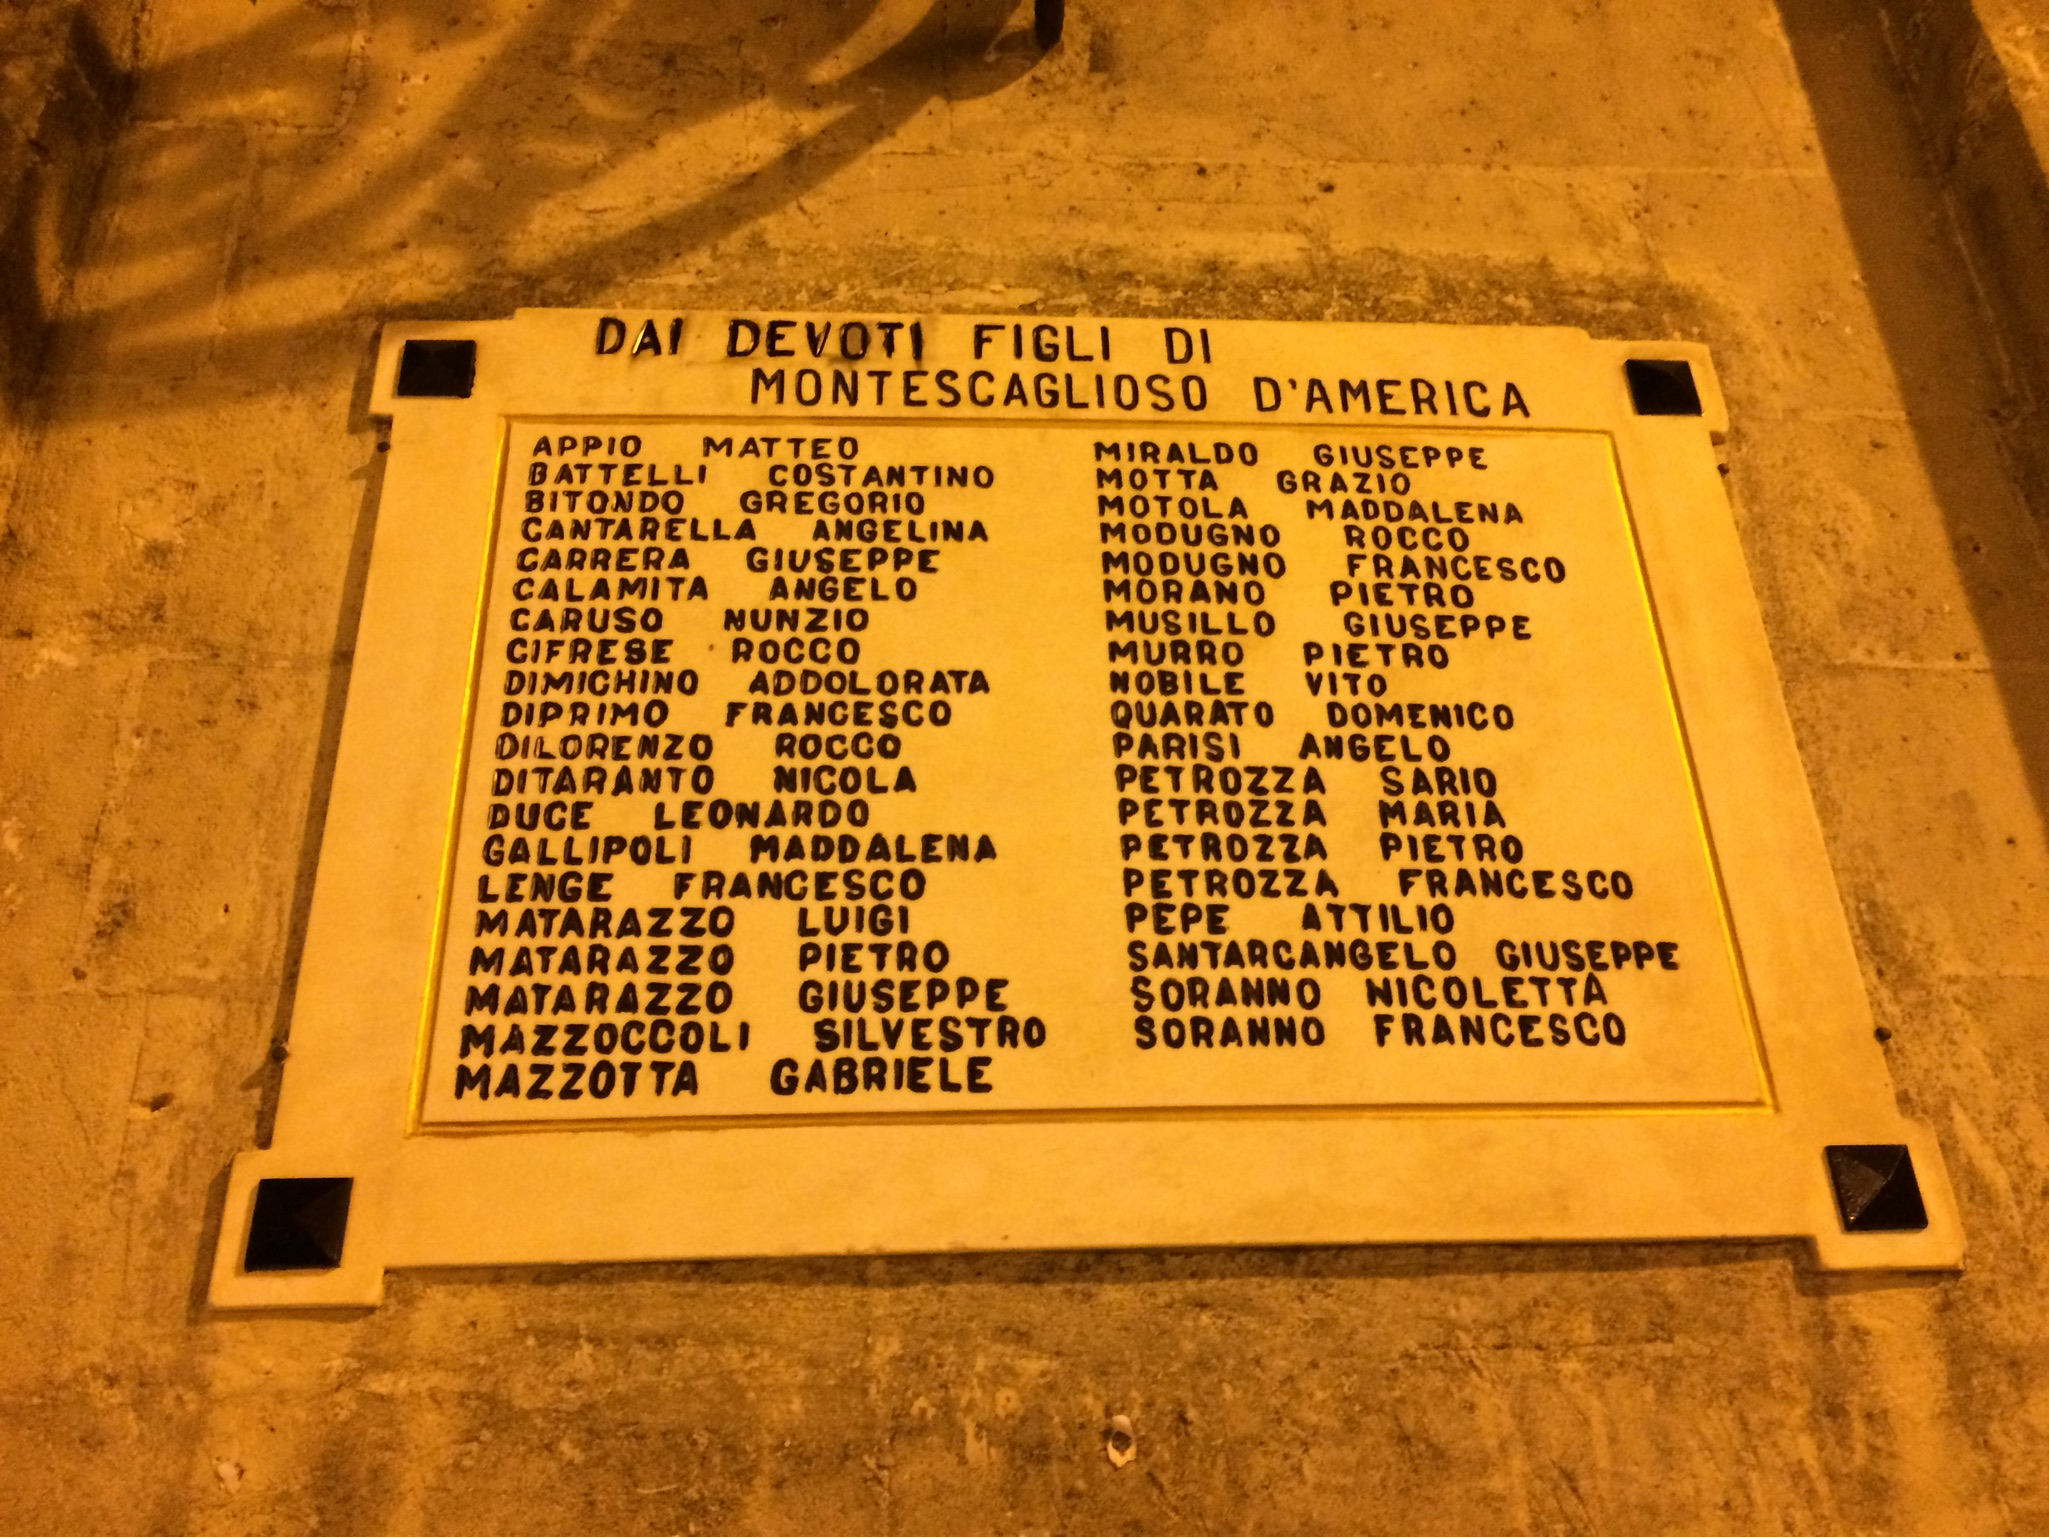 DAI DEVOTI FIGLI DI
MONTESCAGLIOSO D'AMERICA
APPIO MATTEO
BATTELLI COSTANTINO
BITONDO GREGORIO
CANTARELLA ANGELINA
CARRERA GIUSEPPE
CALAMITA ANGELO
CARUSO NUNZIO
CIFRESE ROCCO
DIMICHINO ADDOLORATA
DIPRIMO FRANCESCO
DILORENZO ROCCO
DITARANTO NICOLA
DUCE LEONARDO
GALLIPOLI MADDALENA
LENGE FRANCESCO
MATARAZZO LUIGI
MATARAZZO PIETRO
MATARAZZO GIUSEPPE
MAZZOCCOLI SILVESTRO
MAZZOTTA GABRIELE
MIRALDO GIUSEPPE
MOTTA GRAZIO
MOTOLA MADDALENA
MODUGNO ROCCO
MODUGNO FRANCESCO
MORANO PIETRO
MUSILLO GIUSEPPE
MURRO PIETRO
NOBILE VITO
QUARATO DOMENICO
PARISI ANGELO
PETROZZA SARIO
PETROZZA MARIA
PETROZZA PIETRO
PETROZZA FRANCESCO
PEPE ATTILIO
SANTARCANGELO GIUSEPPE
SORANNO NICOLETTA
SORANNO FRANCESCO